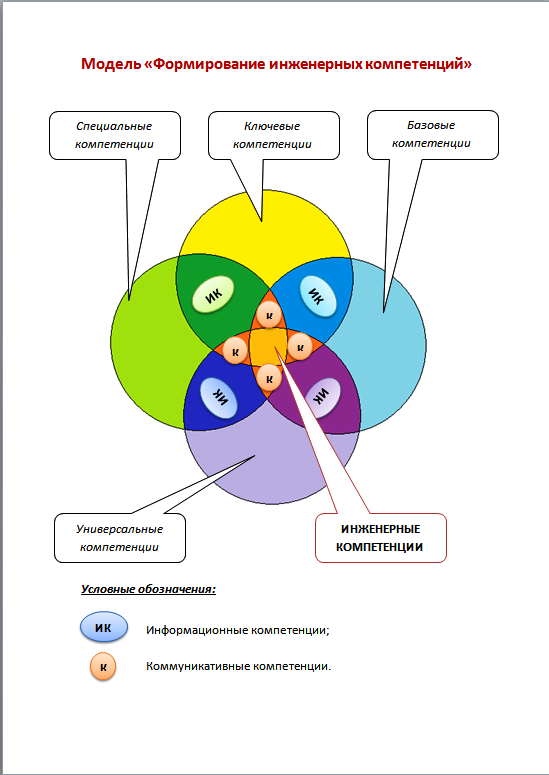 Модель «Формирование инженерных компетенций»
Специальные
компетенции
Ключевые
компетенции
Базовые
компетенции
ИК
ИК
к
к
к
к
ИК
ИК
Универсальные
компетенции
ИНЖЕНЕРНЫЕ
КОМПЕТЕНЦИИ
Условные обозначения:
ИК
Информационные компетенции;
к
Коммуникативные компетенции.